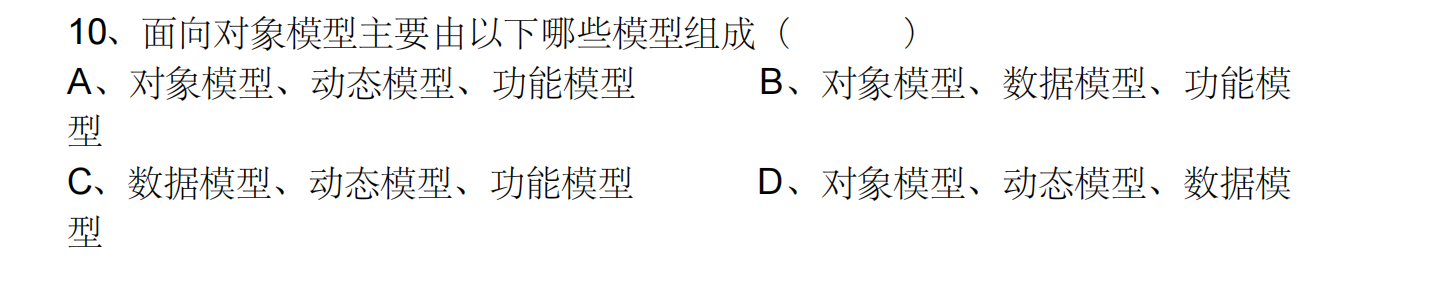 10、面向对象模型主要由以下哪些模型组成（　　　）
A、对象模型、动态模型、功能模型　　　B、对象模型、数据模型、功能模
型
C、数据模型、动态模型、功能模型　　　D、对象模型、动态模型、数据模
型